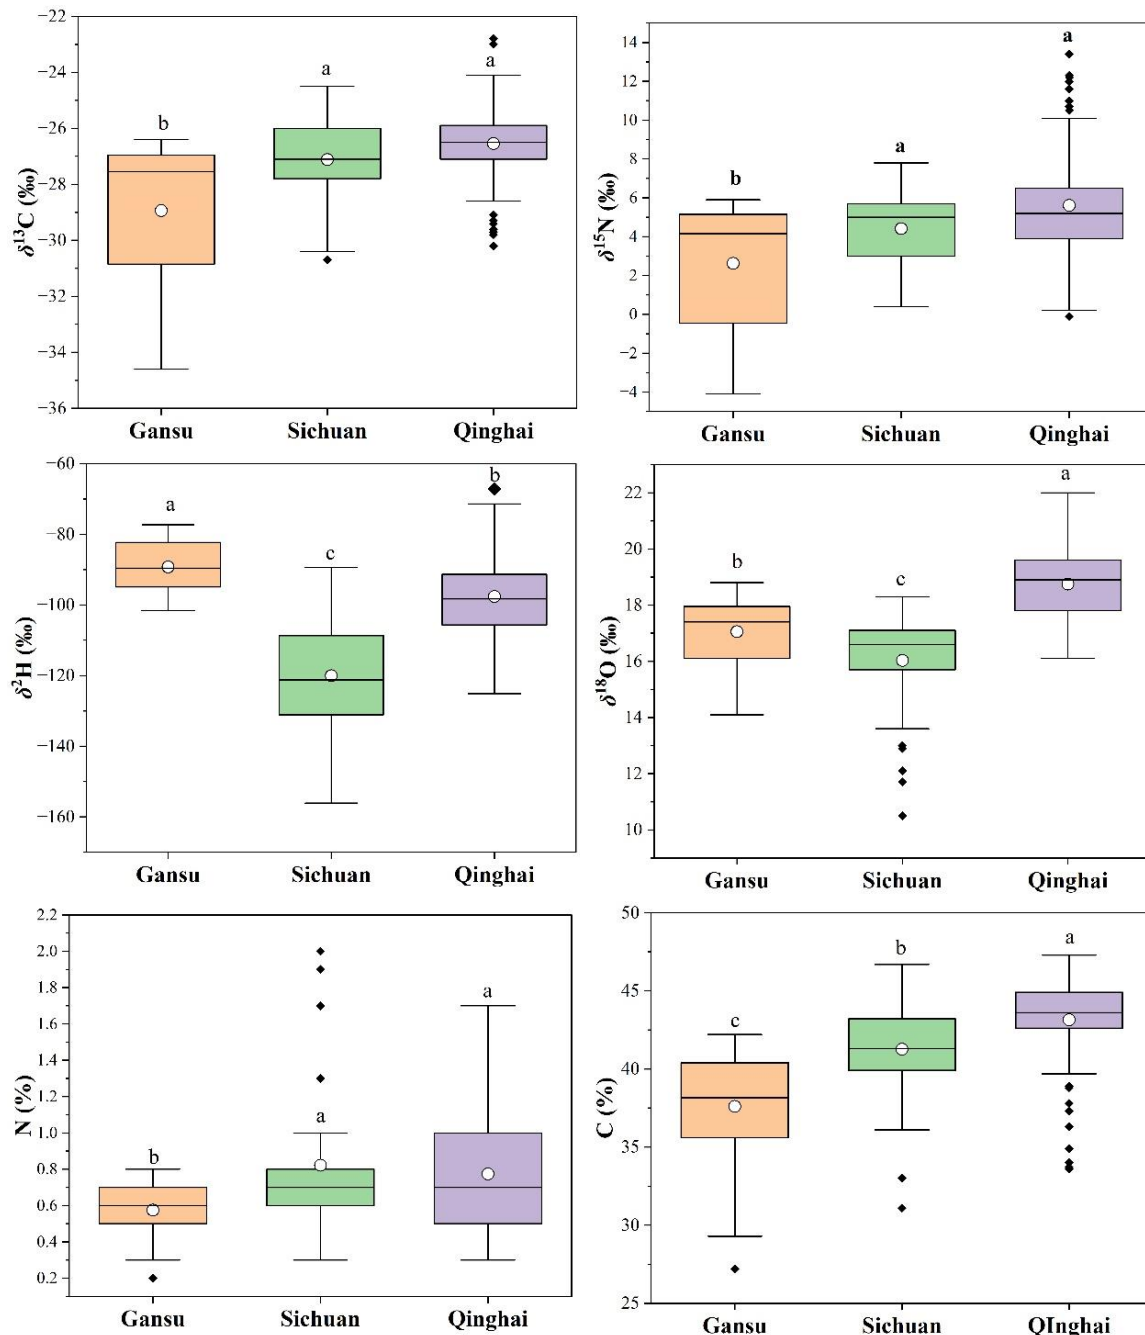 −22
−24
−26
−28
−30
−32
−34
−36
δ¹³C (‰)
b
a
a
Gansu
Sichuan
Qinghai
14
12
10
8
6
4
2
0
−2
−4
δ¹⁵N (‰)
b
a
a
Gansu
Sichuan
Qinghai
−60
−80
−100
−120
−140
−160
δ²H (‰)
a
c
b
Gansu
Sichuan
Qinghai
22
20
18
16
14
12
10
δ¹⁸O (‰)
b
c
a
Gansu
Sichuan
Qinghai
2.2
2.0
1.8
1.6
1.4
1.2
1.0
0.8
0.6
0.4
0.2
N (%)
b
a
a
Gansu
Sichuan
Qinghai
50
45
40
35
30
25
C (%)
c
b
a
Gansu
Sichuan
QInghai